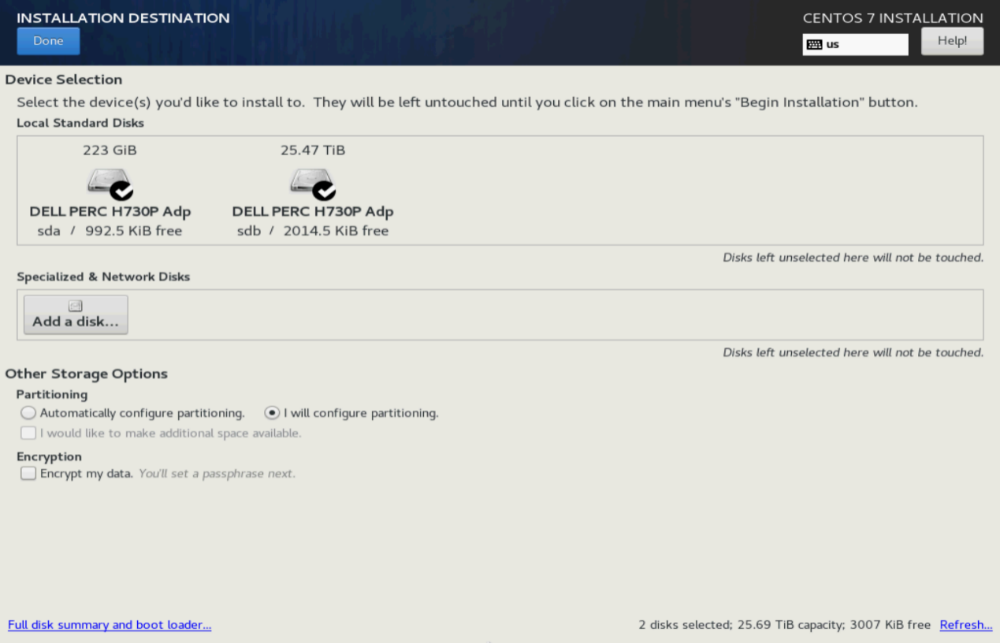 INSTALLATION DESTINATION
CENTOS 7 INSTALLATION
Done
us
Help!
Device Selection
Select the device(s) you'd like to install to. They will be left untouched until you click on the main menu's "Begin Installation" button.
Local Standard Disks
223 GiB
DELL PERC H730P Adp
sda / 992.5 KiB free
25.47 TiB
DELL PERC H730P Adp
sdb / 2014.5 KiB free
Disks left unselected here will not be touched.
Specialized & Network Disks
Add a disk...
Disks left unselected here will not be touched.
Other Storage Options
Partitioning
Automatically configure partitioning. I will configure partitioning.
I would like to make additional space available.
Encryption
Encrypt my data. You'll set a passphrase next.
Full disk summary and boot loader...
2 disks selected; 25.69 TiB capacity; 3007 KiB free Refresh...